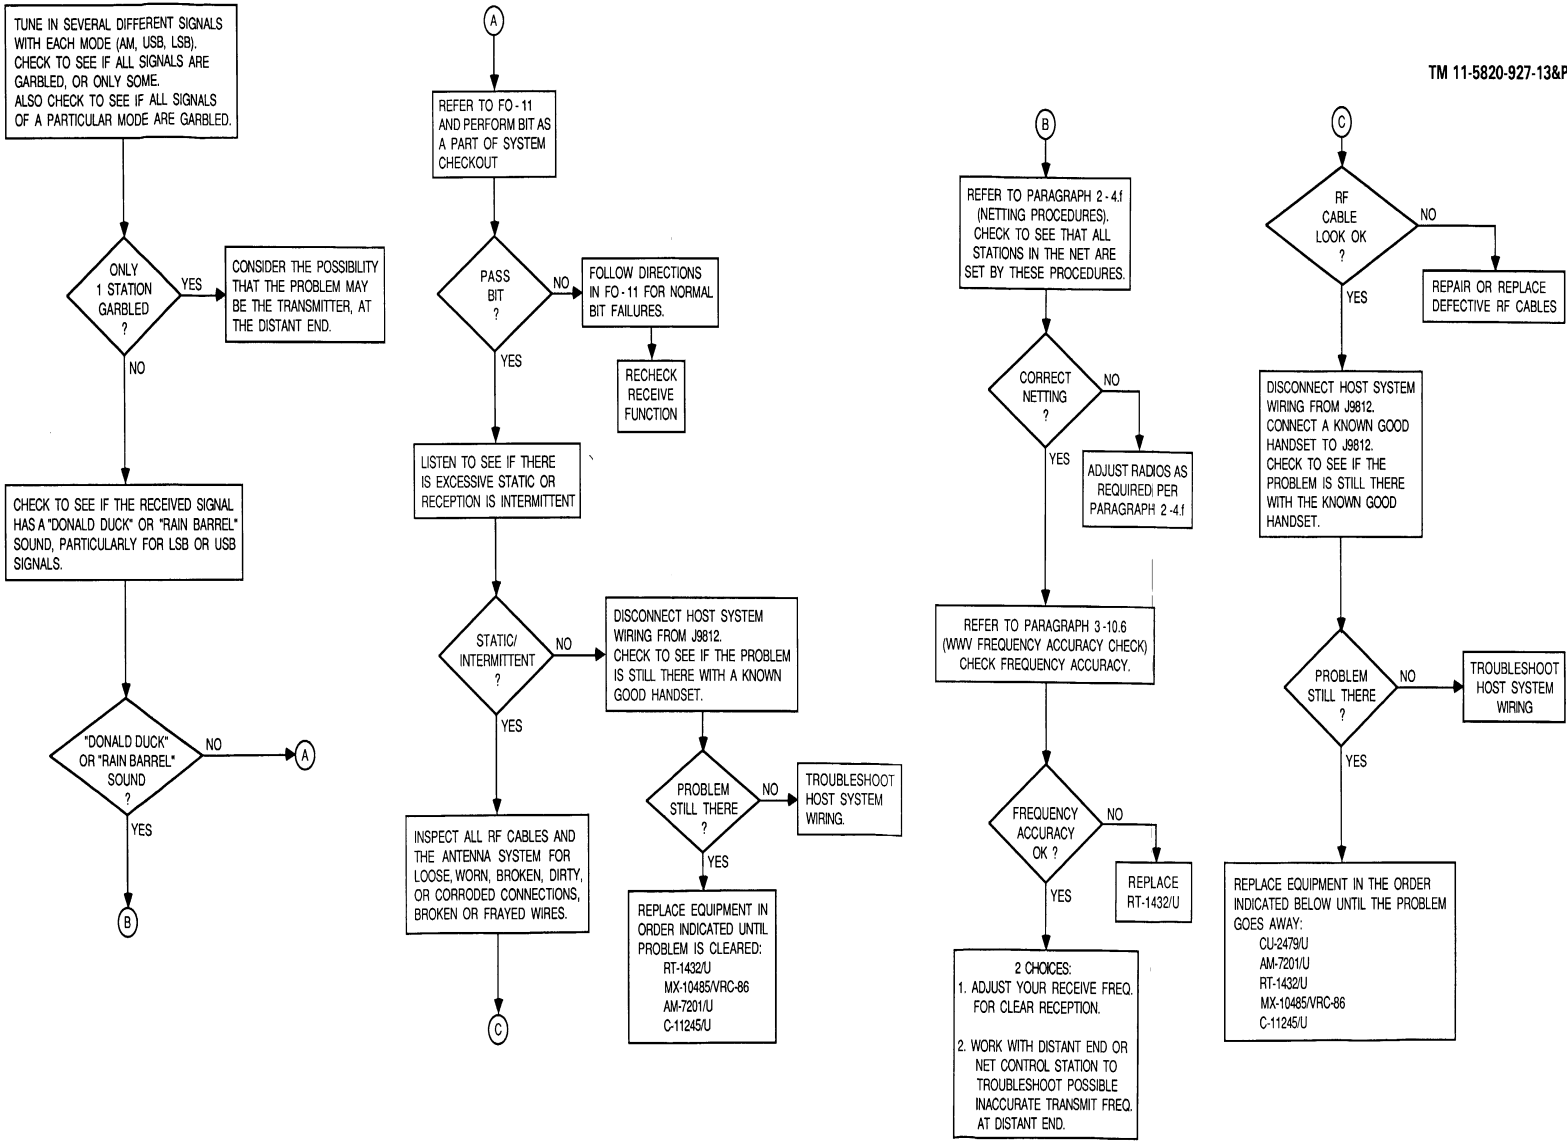 TM 11-5820-927-13&P
TUNE IN SEVERAL DIFFERENT SIGNALS
WITH EACH MODE (AM, USB, LSB).
CHECK TO SEE IF ALL SIGNALS ARE
GARBLED, OR ONLY SOME.
ALSO CHECK TO SEE IF ALL SIGNALS
OF A PARTICULAR MODE ARE GARBLED.
ONLY
1 STATION
GARBLED
?
YES
CONSIDER THE POSSIBILITY
THAT THE PROBLEM MAY
BE THE TRANSMITTER, AT
THE DISTANT END.
NO
CHECK TO SEE IF THE RECEIVED SIGNAL
HAS A "DONALD DUCK" OR "RAIN BARREL"
SOUND, PARTICULARLY FOR LSB OR USB
SIGNALS.
"DONALD DUCK"
OR "RAIN BARREL"
SOUND
?
NO
A
YES
B
A
REFER TO FO-11
AND PERFORM BIT AS
A PART OF SYSTEM
CHECKOUT
PASS
BIT
?
NO
FOLLOW DIRECTIONS
IN FO-11 FOR NORMAL
BIT FAILURES.
RECHECK
RECEIVE
FUNCTION
YES
LISTEN TO SEE IF THERE
IS EXCESSIVE STATIC OR
RECEPTION IS INTERMITTENT
STATIC/
INTERMITTENT
?
NO
DISCONNECT HOST SYSTEM
WIRING FROM J9812.
CHECK TO SEE IF THE PROBLEM
IS STILL THERE WITH A KNOWN
GOOD HANDSET.
PROBLEM
STILL THERE
?
NO
TROUBLESHOOT
HOST SYSTEM
WIRING.
YES
REPLACE EQUIPMENT IN
ORDER INDICATED UNTIL
PROBLEM IS CLEARED:
RT-1432/U
MX-10485/VRC-86
AM-7201/U
C-11245/U
YES
INSPECT ALL RF CABLES AND
THE ANTENNA SYSTEM FOR
LOOSE, WORN, BROKEN, DIRTY,
OR CORRODED CONNECTIONS,
BROKEN OR FRAYED WIRES.
C
B
REFER TO PARAGRAPH 2-4.f
(NETTING PROCEDURES).
CHECK TO SEE THAT ALL
STATIONS IN THE NET ARE
SET BY THESE PROCEDURES.
CORRECT
NETTING
?
NO
ADJUST RADIOS AS
REQUIRED PER
PARAGRAPH 2-4.f
YES
REFER TO PARAGRAPH 3-10.6
(WWV FREQUENCY ACCURACY CHECK)
CHECK FREQUENCY ACCURACY.
FREQUENCY
ACCURACY
OK ?
NO
REPLACE
RT-1432/U
YES
2 CHOICES:
1. ADJUST YOUR RECEIVE FREQ.
FOR CLEAR RECEPTION.
2. WORK WITH DISTANT END OR
NET CONTROL STATION TO
TROUBLESHOOT POSSIBLE
INACCURATE TRANSMIT FREQ.
AT DISTANT END.
C
RF
CABLE
LOOK OK
?
NO
REPAIR OR REPLACE
DEFECTIVE RF CABLES
YES
DISCONNECT HOST SYSTEM
WIRING FROM J9812.
CONNECT A KNOWN GOOD
HANDSET TO J9812.
CHECK TO SEE IF THE
PROBLEM IS STILL THERE
WITH THE KNOWN GOOD
HANDSET.
PROBLEM
STILL THERE
?
NO
TROUBLESHOOT
HOST SYSTEM
WIRING
YES
REPLACE EQUIPMENT IN THE ORDER
INDICATED BELOW UNTIL THE PROBLEM
GOES AWAY:
CU-2479/U
AM-7201/U
RT-1432/U
MX-10485/VRC-86
C-11245/U